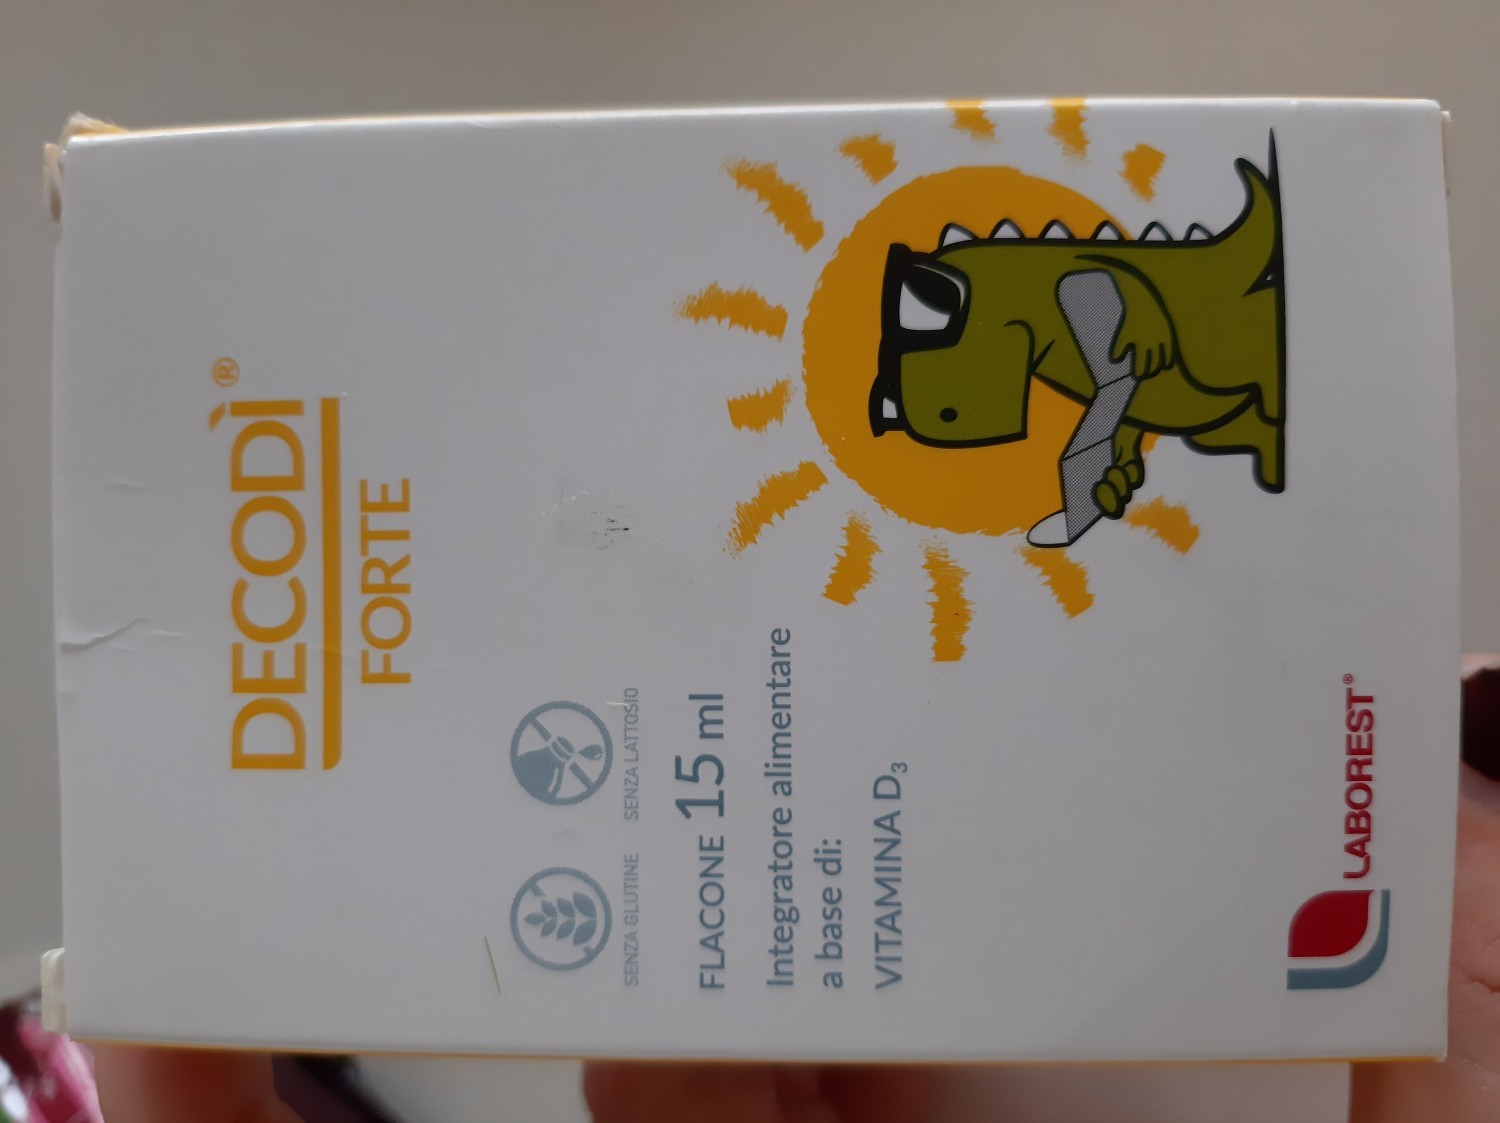 DECODÌ®
FORTE
SENZA GLUTINE SENZA LATTOSIO
FLACONE 15 ml
Integratore alimentare
a base di:
VITAMINA D₃
LABOREST®